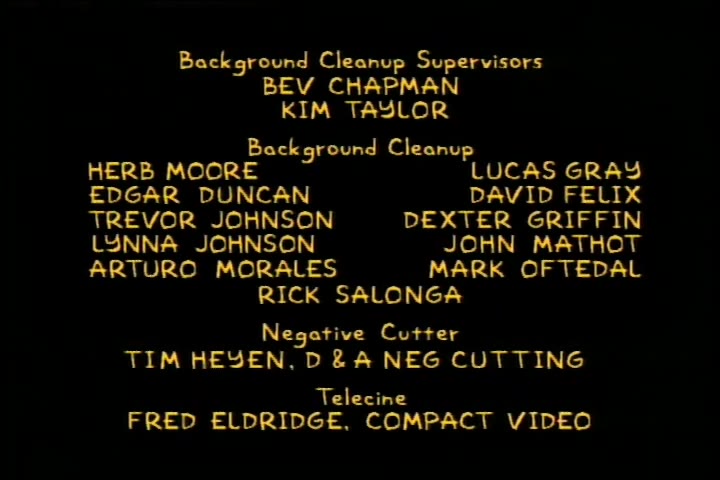 Background Cleanup Supervisors
BEV CHAPMAN
KIM TAYLOR
Background Cleanup
HERB MOORE LUCAS GRAY
EDGAR DUNCAN DAVID FELIX
TREVOR JOHNSON DEXTER GRIFFIN
LYNNA JOHNSON JOHN MATHOT
ARTURO MORALES MARK OFTEDAL
RICK SALONGA
Negative Cutter
TIM HEYEN, D & A NEG CUTTING
Telecine
FRED ELDRIDGE, COMPACT VIDEO